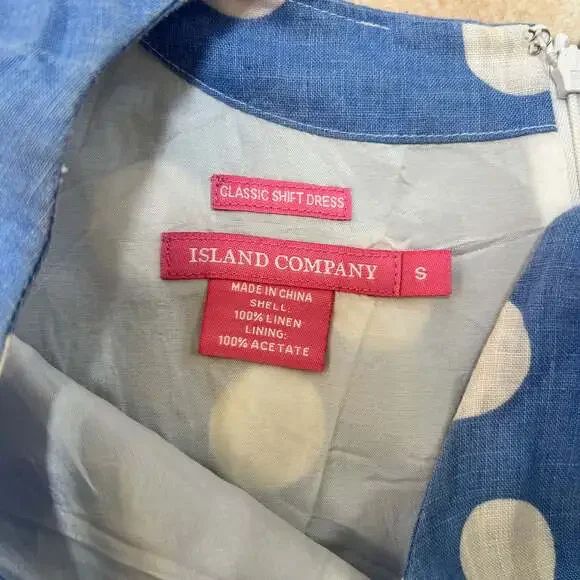 CLASSIC SHIFT DRESS
ISLAND COMPANY S
MADE IN CHINA
SHELL:
100% LINEN
LINING:
100% ACETATE